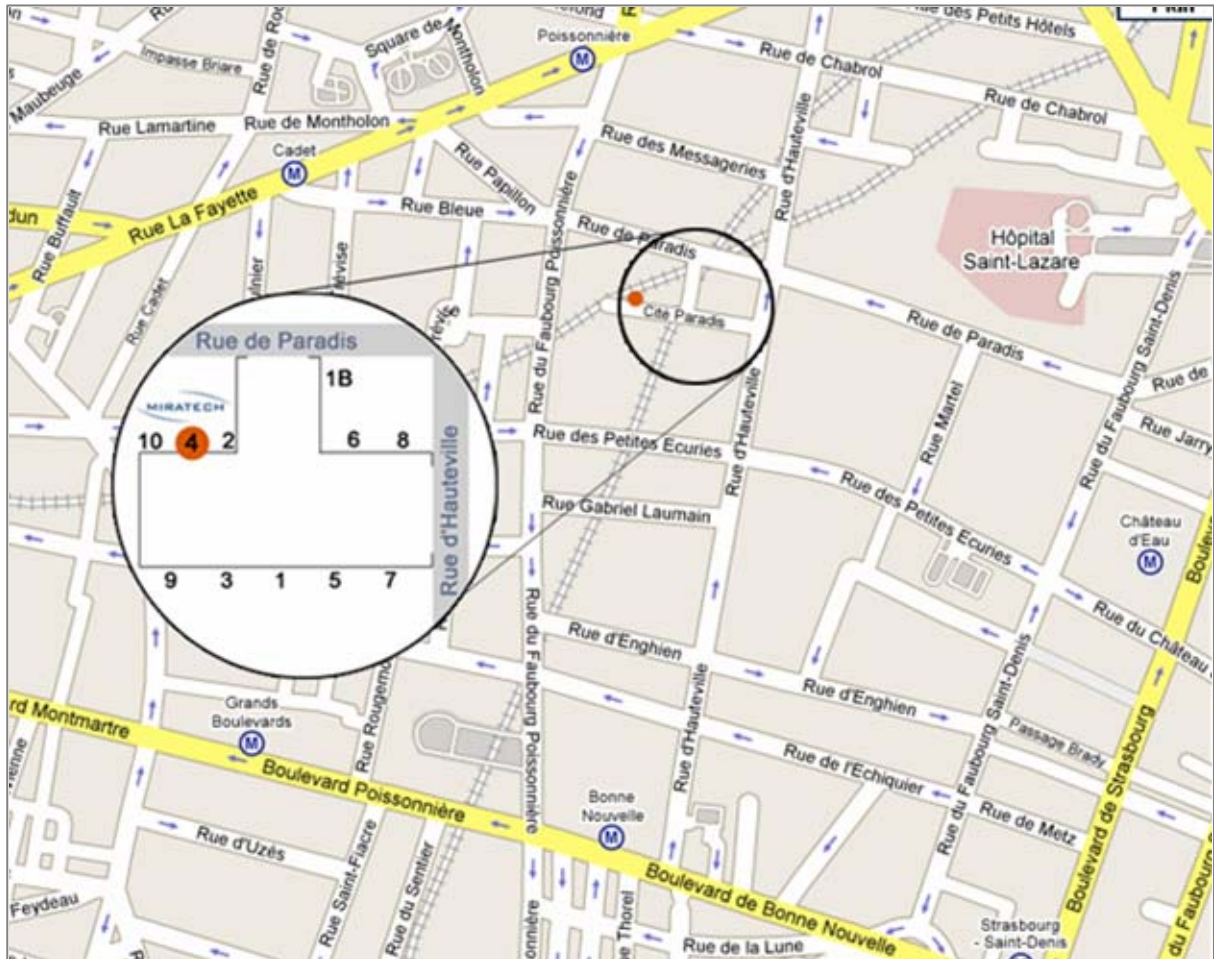 Plan
Rue des Petits Hôtels
Square de
Montholon
Poissonnière
M
Rue de Chabrol
Impasse Briare
Maubeuge
Rue Lamartine
Rue de Montholon
Rue de Chabrol
Cadet
M
Rue Papillon
Rue des Messageries
Rue d'Hauteville
Rue Buffault
Rue La Fayette
Rue Bleue
Rue de Paradis
Rue du Faubourg Poissonnière
Hôpital
Saint-Lazare
Rue Cadet
Cité Paradis
Rue de Paradis
Rue du Faubourg Saint-Denis
Rue de
Rue de Paradis
1B
MIRATECH
10 4 2 6 8
Rue d'Hauteville
9 3 1 5 7
Rue d'Hauteville
Rue Martel
Rue Jarry
Rue des Petites Ecuries
Rue Gabriel Laumain
Rue des Petites Ecuries
Château
d'Eau
M
Rue du Château
Rue d'Enghien
Rue d'Enghien
Rue du Faubourg Poissonnière
Rue d'Hauteville
Rue du Faubourg Saint-Denis
Passage Brady
Boulevard de Strasbourg
Grands
Boulevards
M
rd Montmartre
Boulevard Poissonnière
Rue de l'Echiquier
Rue de Metz
Bonne
Nouvelle
M
Rue d'Uzés
Rue Saint-Fiacre
Rue du Sentier
Feydeau
Boulevard de Bonne Nouvelle
Rue de la Lune
Strasbourg
- Saint-Denis
M
du Faubourg